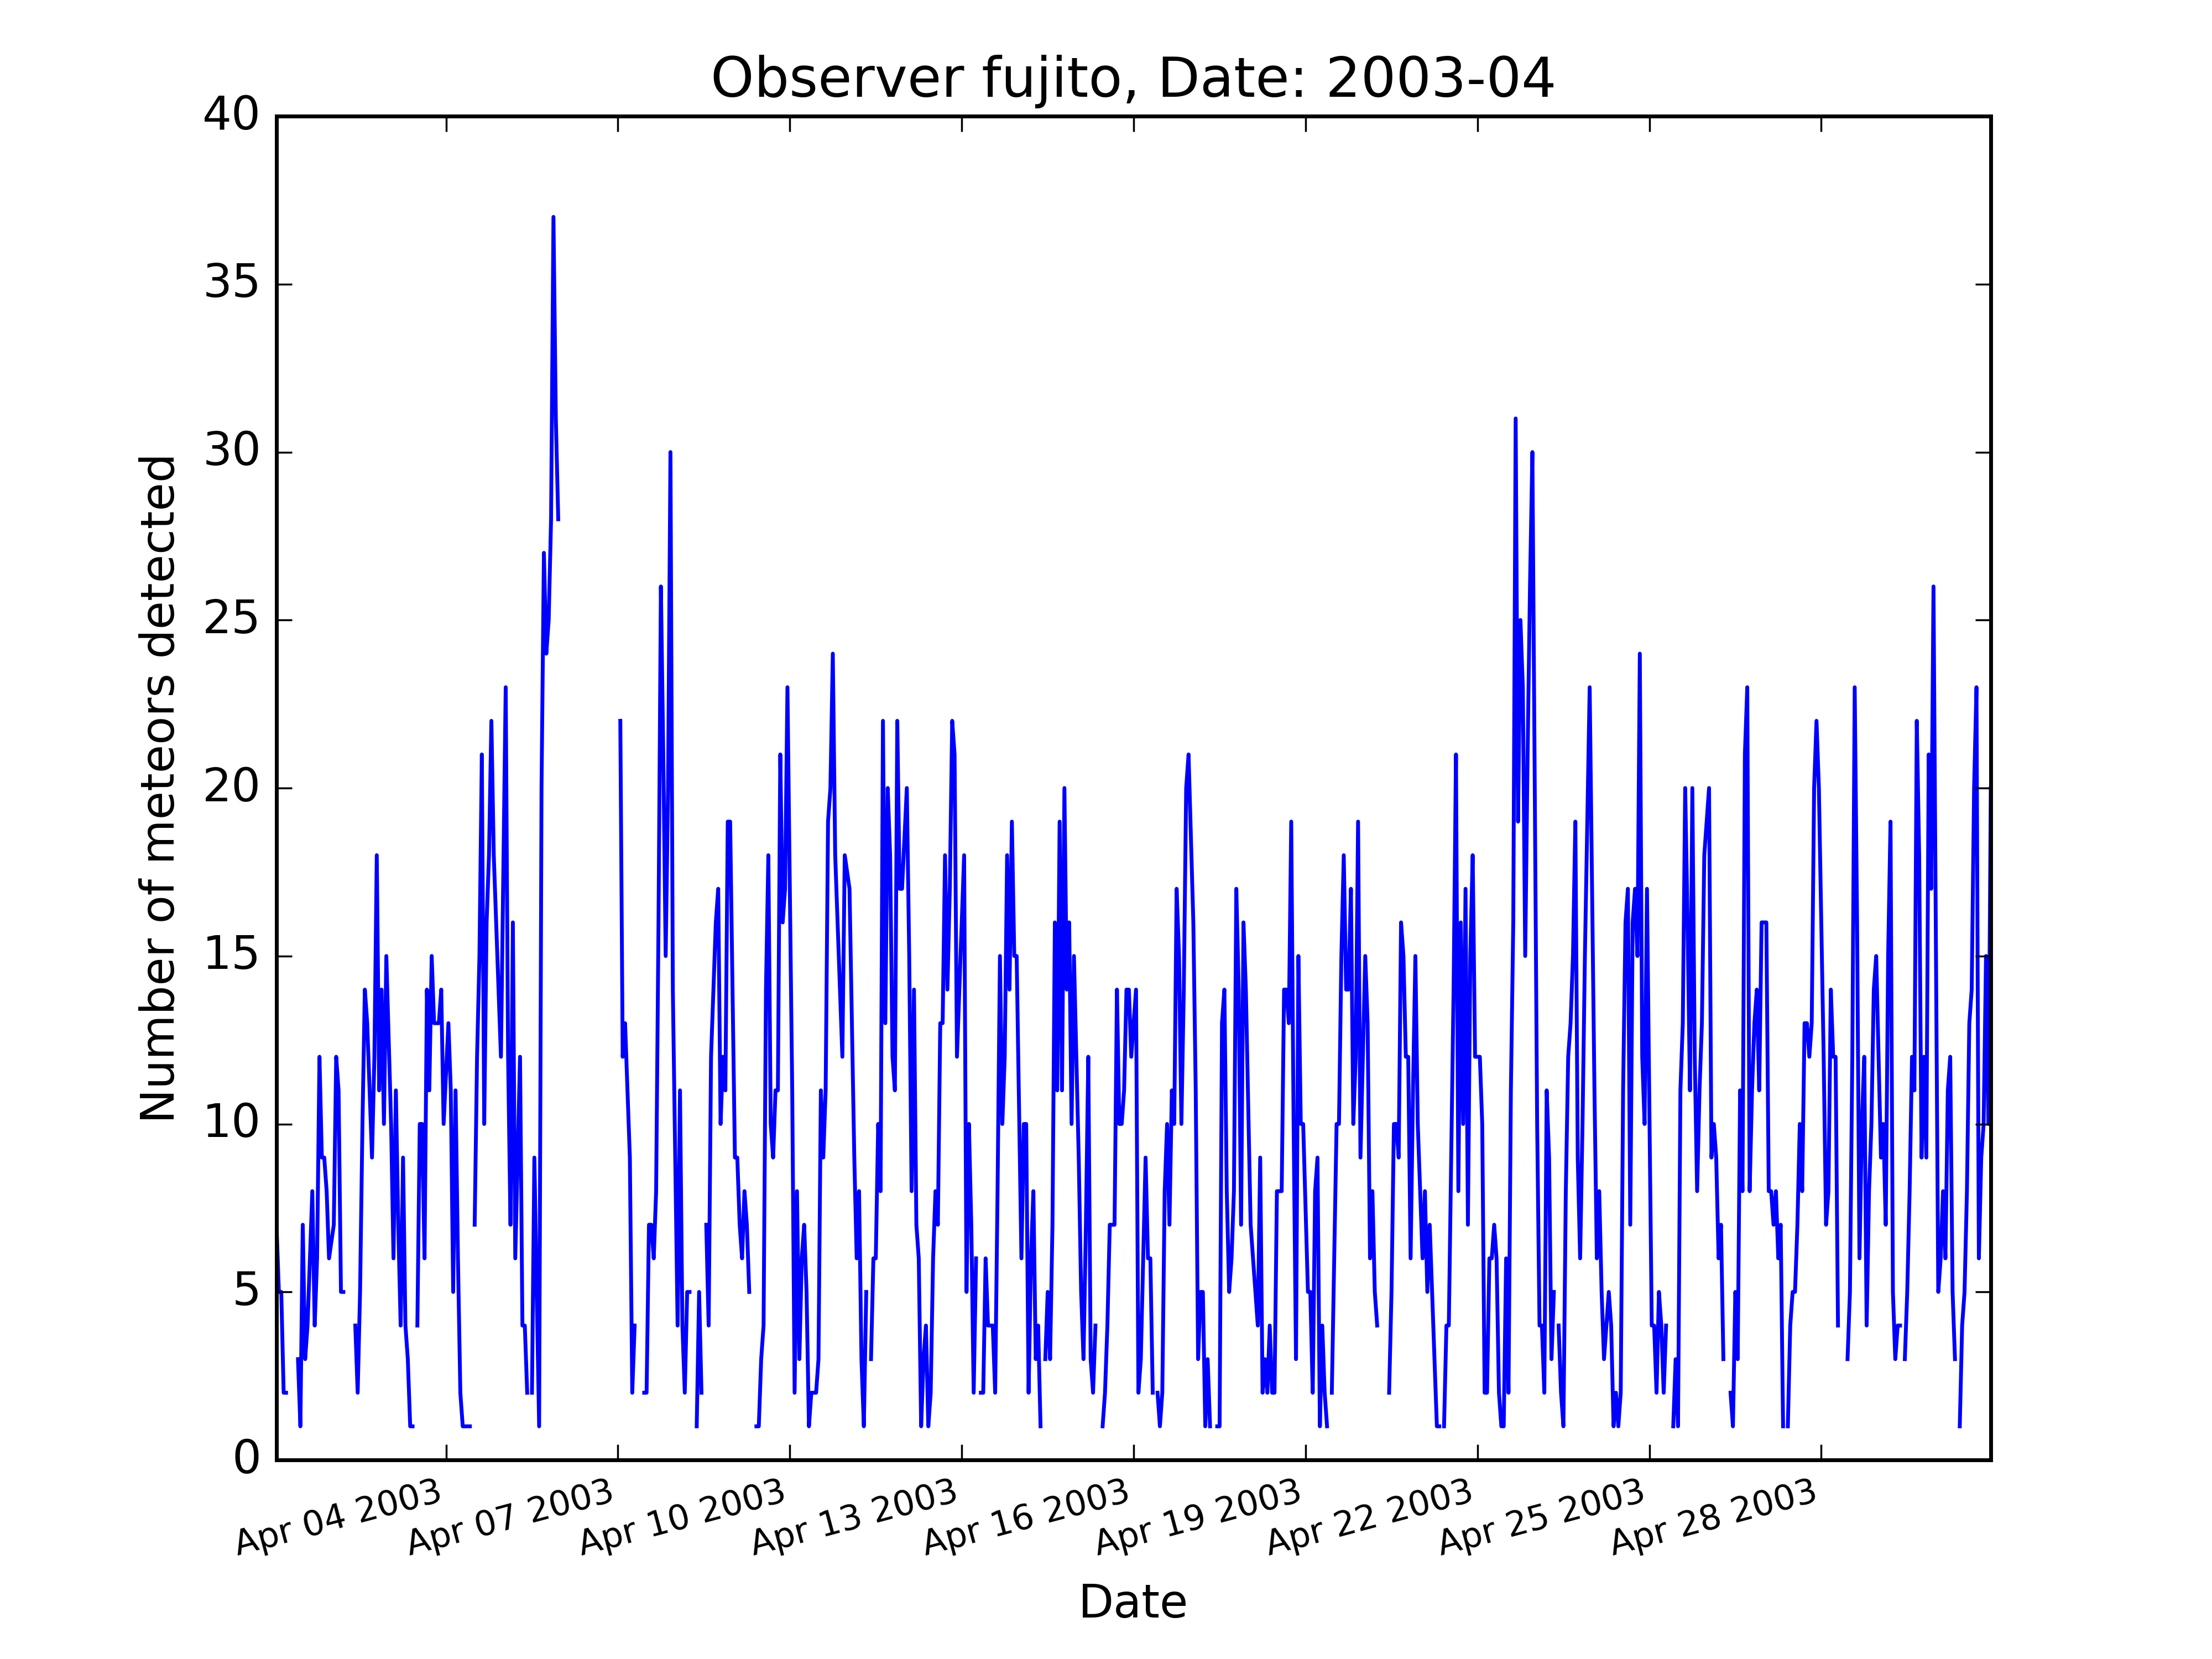 Observer fujito, Date: 2003-04
40
35
30
25
20
15
10
5
0
Number of meteors detected
Apr 04 2003
Apr 07 2003
Apr 10 2003
Apr 13 2003
Apr 16 2003
Apr 19 2003
Apr 22 2003
Apr 25 2003
Apr 28 2003
Date